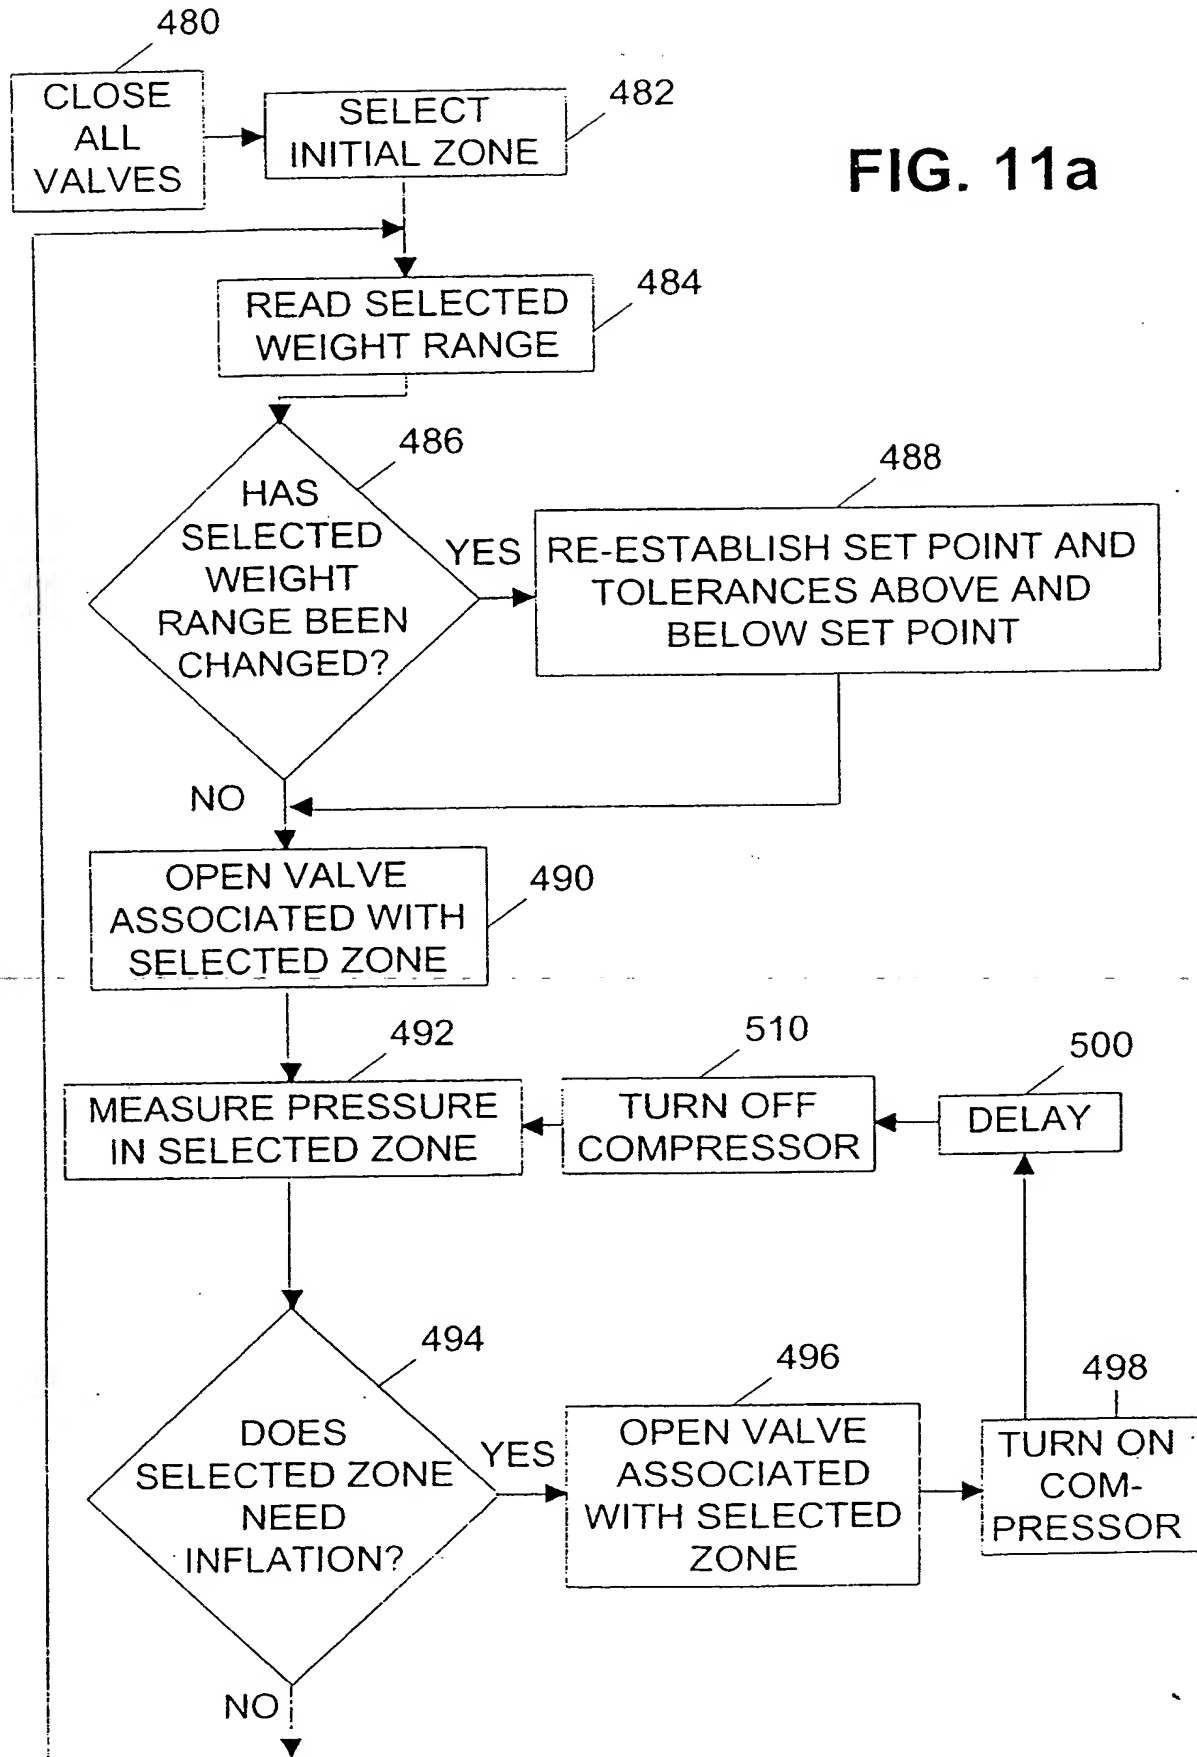 480
CLOSE
ALL
VALVES
SELECT
INITIAL ZONE
482
FIG. 11a
READ SELECTED
WEIGHT RANGE
484
HAS
SELECTED
WEIGHT
RANGE BEEN
CHANGED?
486
YES
488
RE-ESTABLISH SET POINT AND
TOLERANCES ABOVE AND
BELOW SET POINT
NO
OPEN VALVE
ASSOCIATED WITH
SELECTED ZONE
490
492
MEASURE PRESSURE
IN SELECTED ZONE
510
TURN OFF
COMPRESSOR
500
DELAY
494
DOES
SELECTED ZONE
NEED
INFLATION?
YES
496
OPEN VALVE
ASSOCIATED
WITH SELECTED
ZONE
498
TURN ON
COM-
PRESSOR
NO